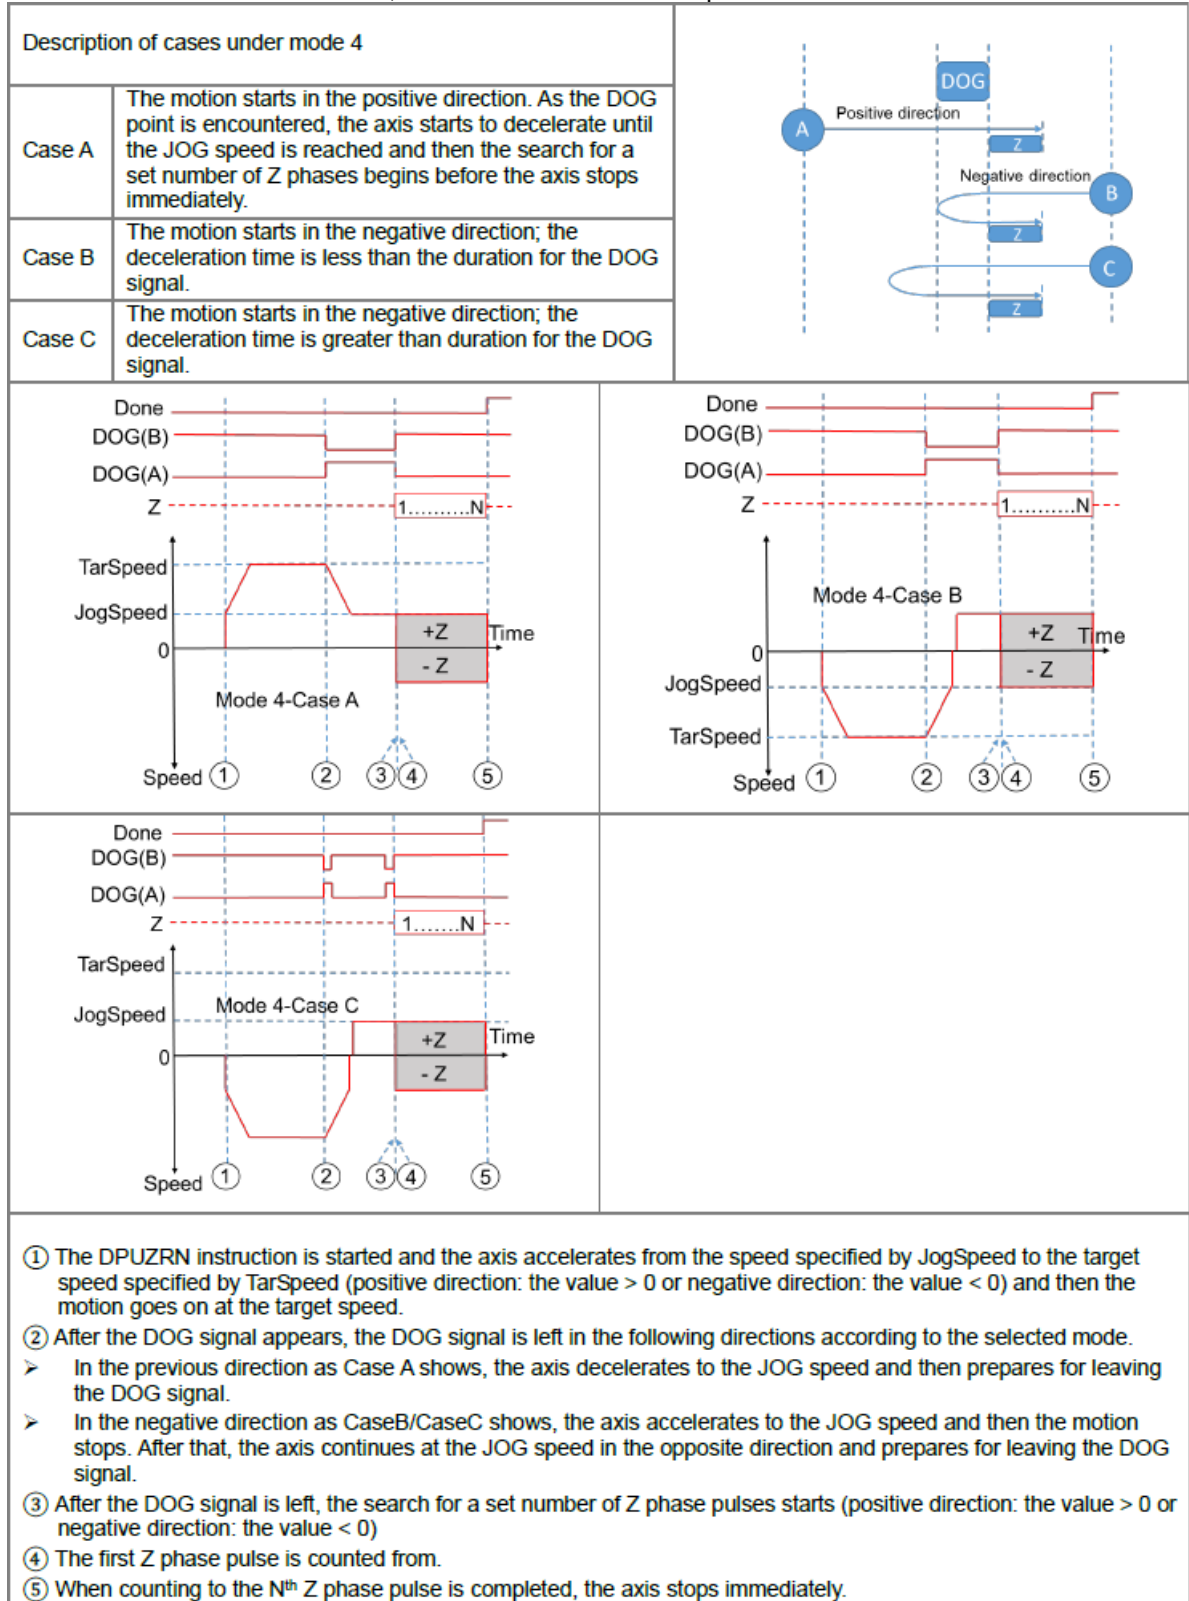 Description of cases under mode 4
Case A
The motion starts in the positive direction. As the DOG
point is encountered, the axis starts to decelerate until
the JOG speed is reached and then the search for a
set number of Z phases begins before the axis stops
immediately.
Case B
The motion starts in the negative direction; the
deceleration time is less than the duration for the DOG
signal.
Case C
The motion starts in the negative direction; the
deceleration time is greater than duration for the DOG
signal.
DOG
Positive direction
A
Z
Negative direction
B
Z
C
Z
Done
DOG(B)
DOG(A)
Z
1..........N
TarSpeed
JogSpeed
+Z
Time
0
- Z
Mode 4-Case A
Speed
① ② ③ ④ ⑤
Done
DOG(B)
DOG(A)
Z
1..........N
Mode 4-Case B
+Z
Time
0
- Z
JogSpeed
TarSpeed
Speed
① ② ③ ④ ⑤
Done
DOG(B)
DOG(A)
Z
1.......N
TarSpeed
Mode 4-Case C
JogSpeed
+Z
Time
0
- Z
Speed
① ② ③ ④ ⑤
① The DPUZRN instruction is started and the axis accelerates from the speed specified by JogSpeed to the target
speed specified by TarSpeed (positive direction: the value > 0 or negative direction: the value < 0) and then the
motion goes on at the target speed.
② After the DOG signal appears, the DOG signal is left in the following directions according to the selected mode.
➢ In the previous direction as Case A shows, the axis decelerates to the JOG speed and then prepares for leaving
the DOG signal.
➢ In the negative direction as CaseB/CaseC shows, the axis accelerates to the JOG speed and then the motion
stops. After that, the axis continues at the JOG speed in the opposite direction and prepares for leaving the DOG
signal.
③ After the DOG signal is left, the search for a set number of Z phase pulses starts (positive direction: the value > 0 or
negative direction: the value < 0)
④ The first Z phase pulse is counted from.
⑤ When counting to the Nth Z phase pulse is completed, the axis stops immediately.